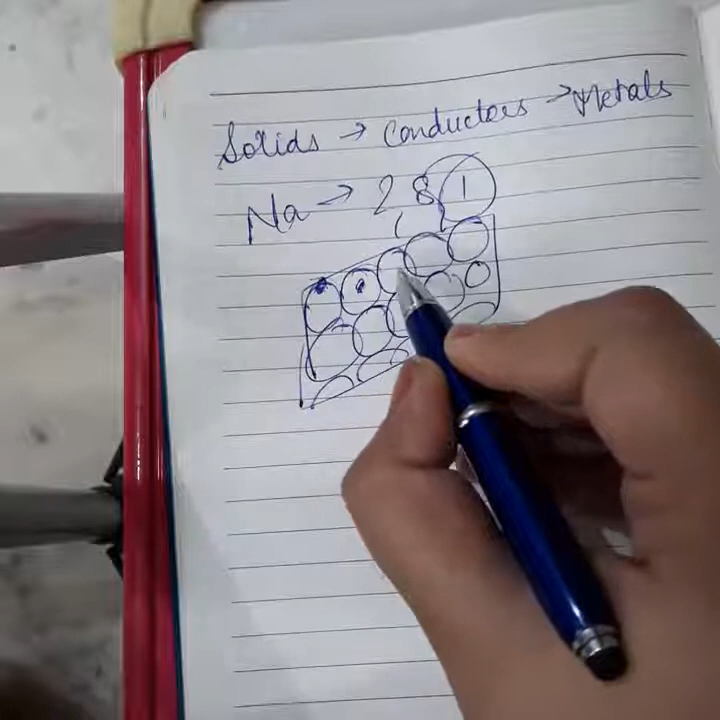 Solids → Conductors → Metals
Na → 2 8 1